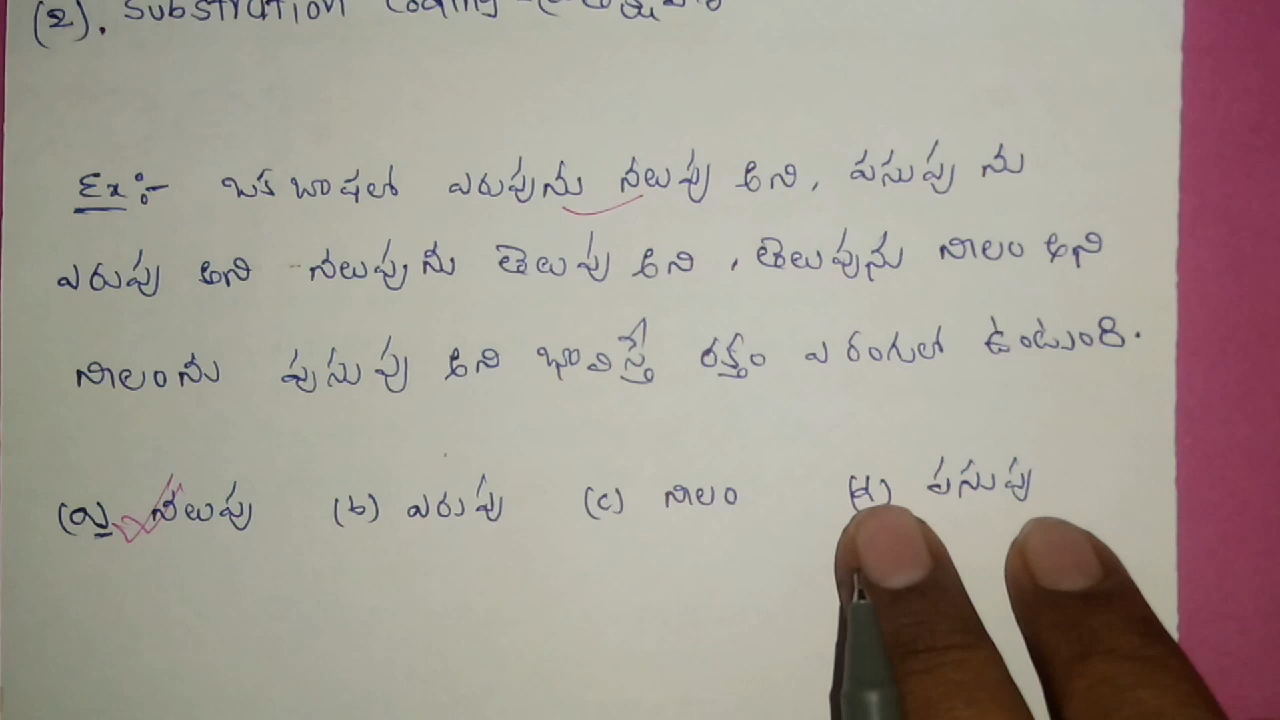 (2). Substitution Coding
Ex:- ఒక బాషలో ఎరుపును నలుపు అని, పసుపు ను
ఎరుపు అని నలుపును తెలుపు అని, తెలుపును నీలం అని
నీలంను పసుపు అని భావిస్తే రక్తం ఏ రంగులో ఉంటుంది.
(a) నలుపు (b) ఎరుపు (c) నీలం (d) పసుపు